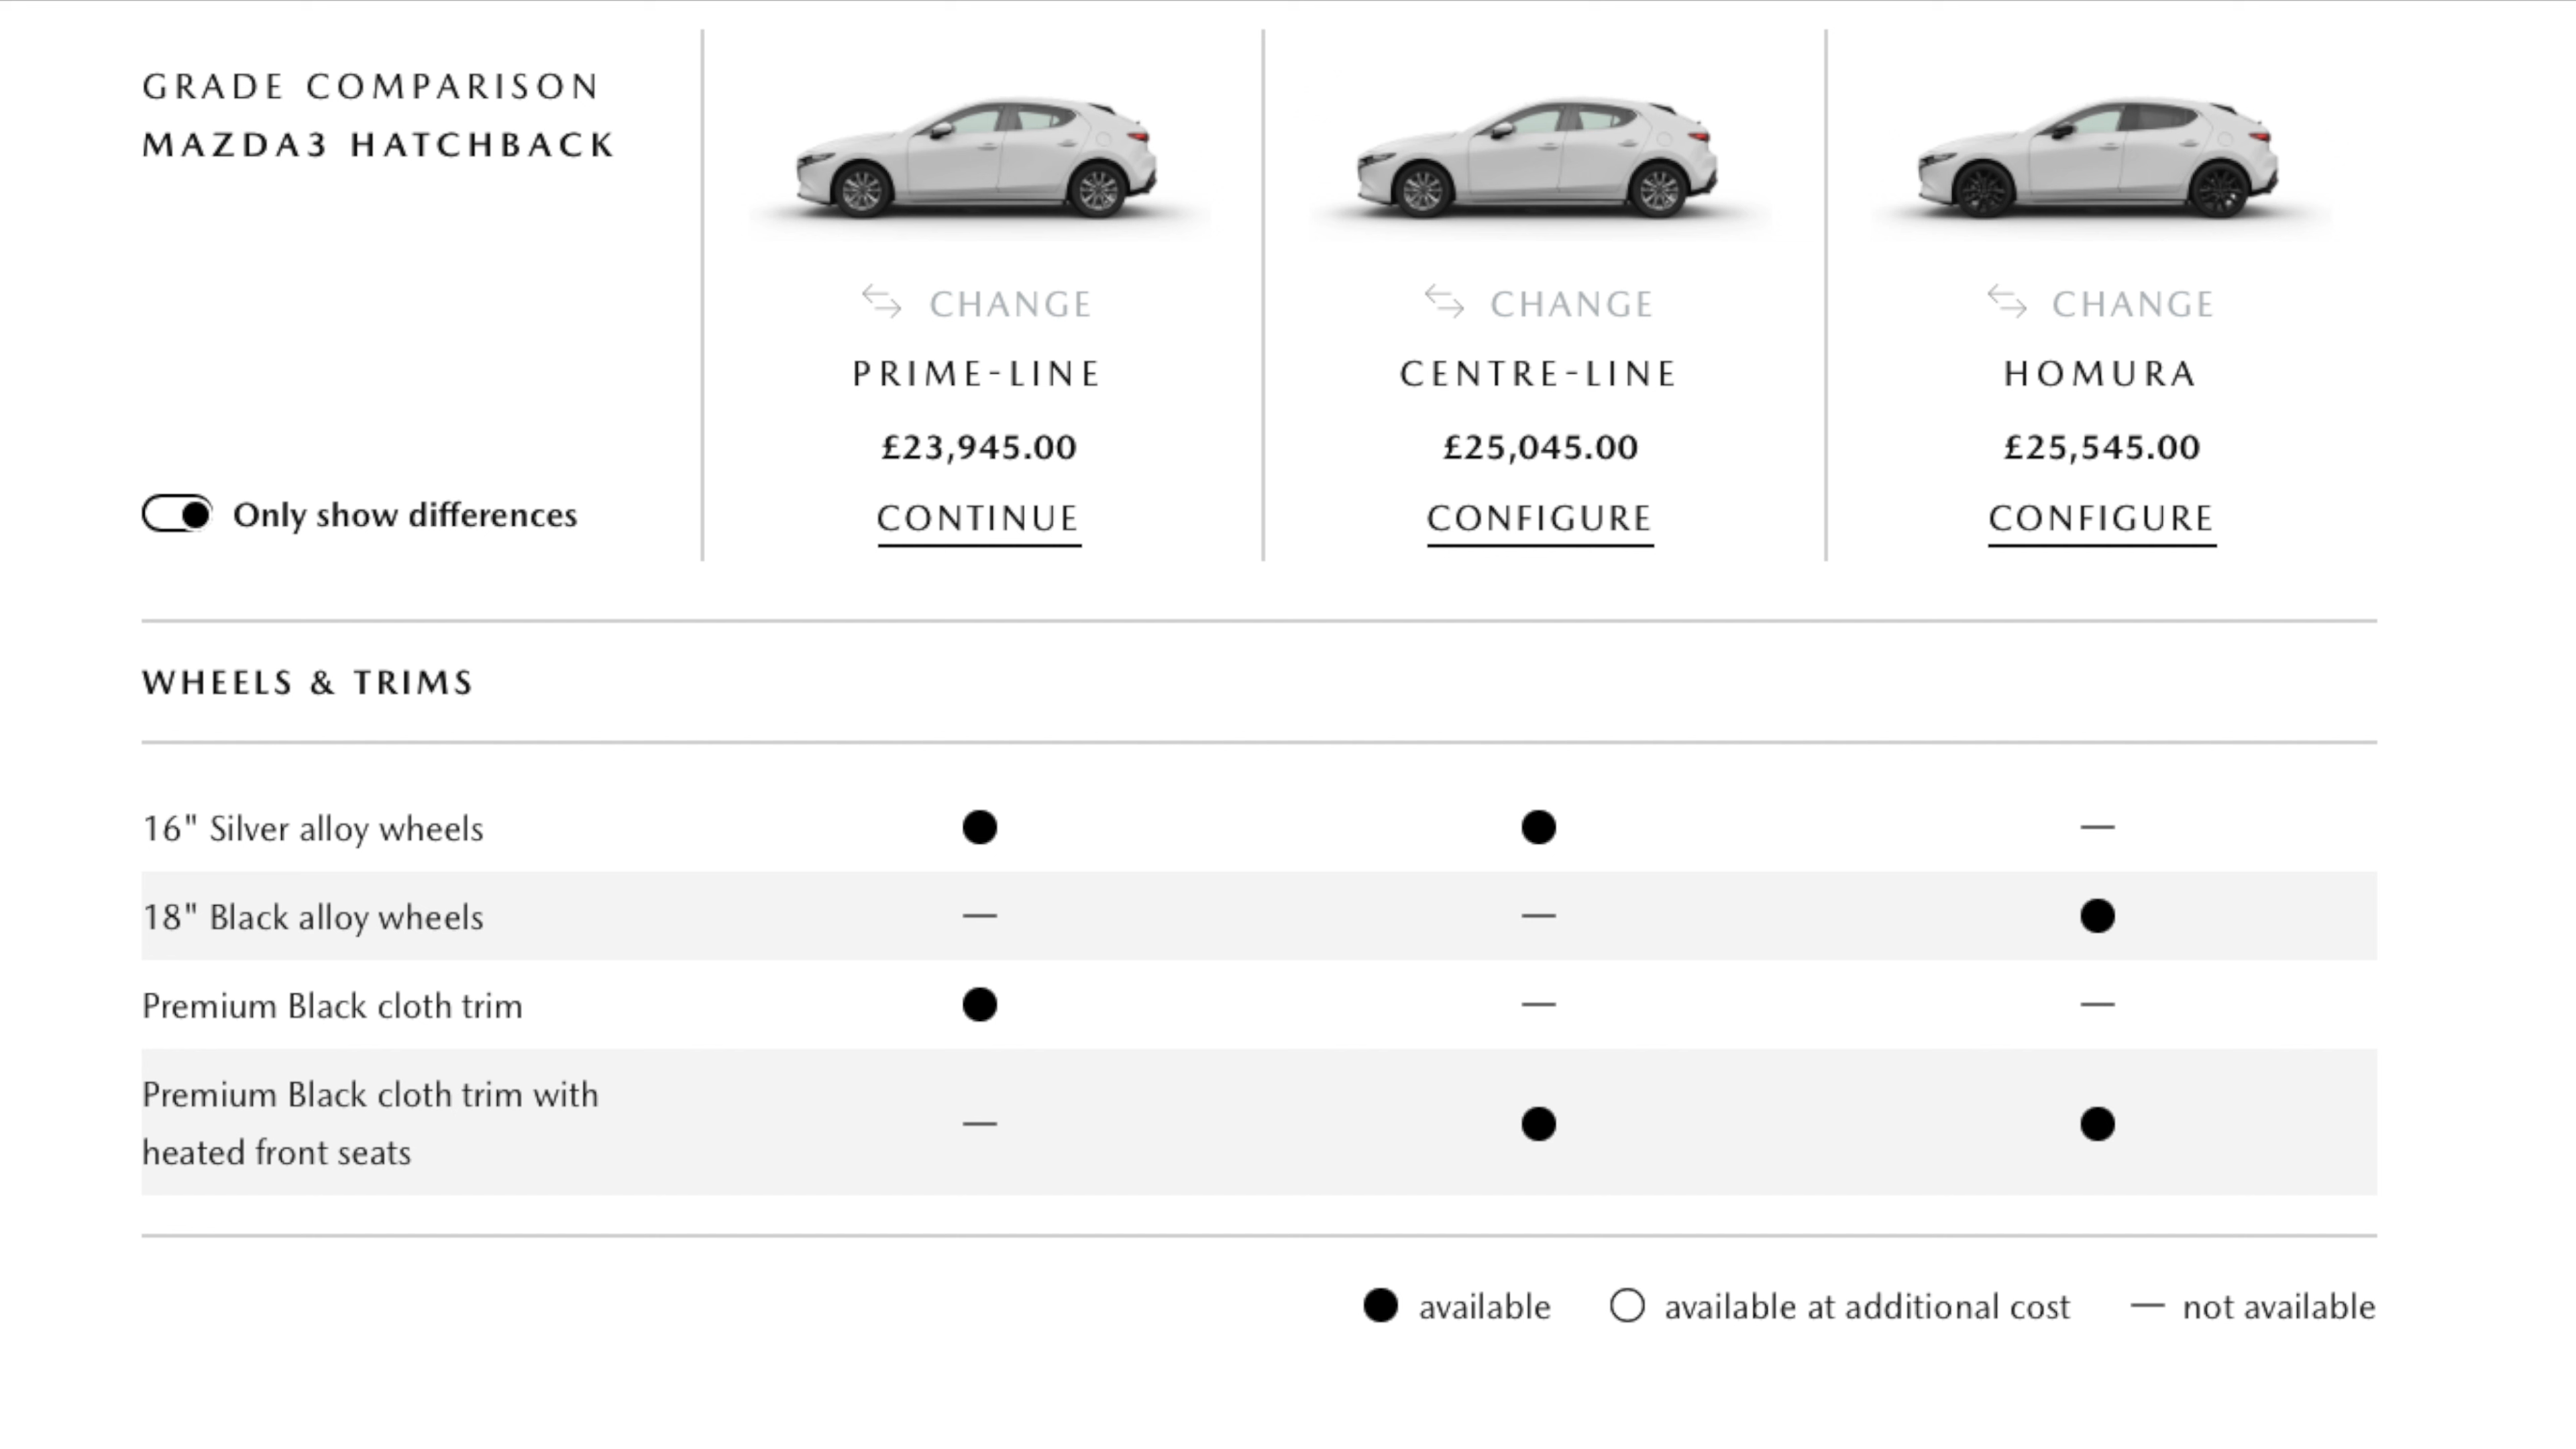 GRADE COMPARISON
MAZDA3 HATCHBACK
CHANGE
CHANGE
CHANGE
PRIME-LINE
CENTRE-LINE
HOMURA
£23,945.00
£25,045.00
£25,545.00
Only show differences
CONTINUE
CONFIGURE
CONFIGURE
WHEELS & TRIMS
16" Silver alloy wheels
18" Black alloy wheels
Premium Black cloth trim
Premium Black cloth trim with
heated front seats
available
available at additional cost
not available